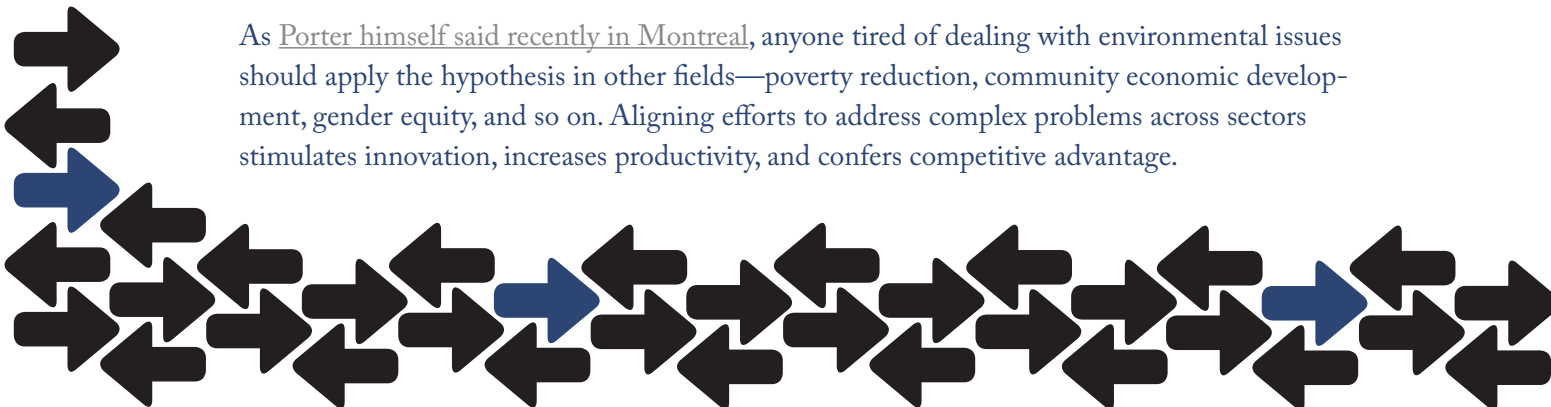 As Porter himself said recently in Montreal, anyone tired of dealing with environmental issues
should apply the hypothesis in other fields—poverty reduction, community economic develop-
ment, gender equity, and so on. Aligning efforts to address complex problems across sectors
stimulates innovation, increases productivity, and confers competitive advantage.